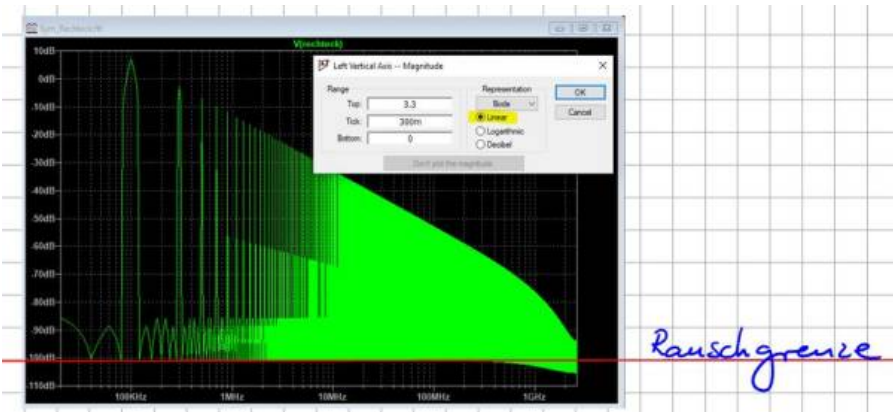 V(rechteck)
Left Vertical Axis -- Magnitude
Range
Top: 3.3
Tick: 300m
Bottom: 0
Representation
Bode
Linear
Logarithmic
Decibel
OK
Cancel
Don't plot the magnitude
10dB
0dB
-10dB
-20dB
-30dB
-40dB
-50dB
-60dB
-70dB
-80dB
-90dB
-100dB
-110dB
100KHz
1MHz
10MHz
100MHz
1GHz
Rauschgrenze